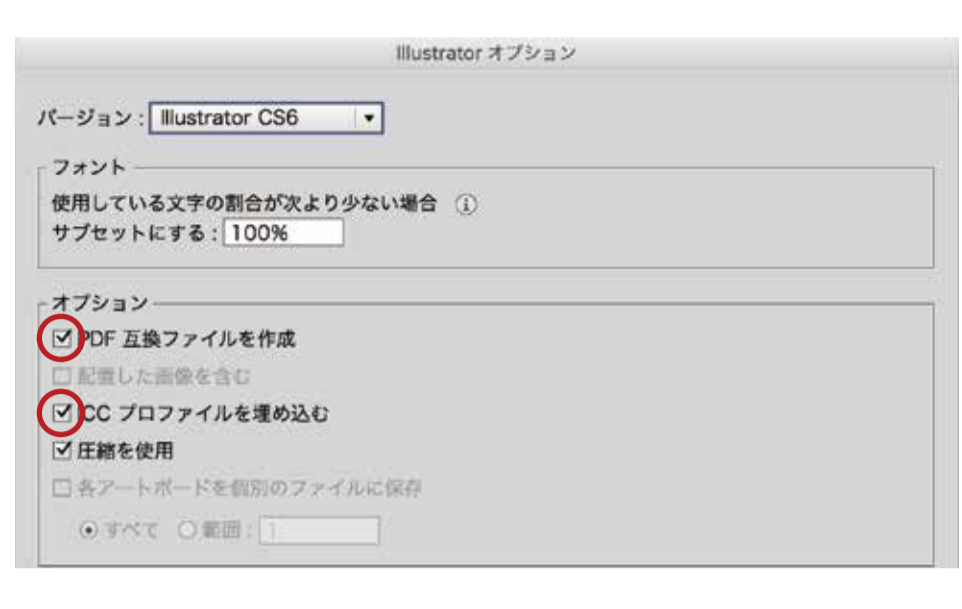 Illustrator オプション
バージョン : Illustrator CS6
フォント
使用している文字の割合が次より少ない場合
サブセットにする : 100%
オプション
PDF 互換ファイルを作成
配置した画像を含む
ICC プロファイルを埋め込む
圧縮を使用
各アートボードを個別のファイルに保存
すべて 範囲 : 1